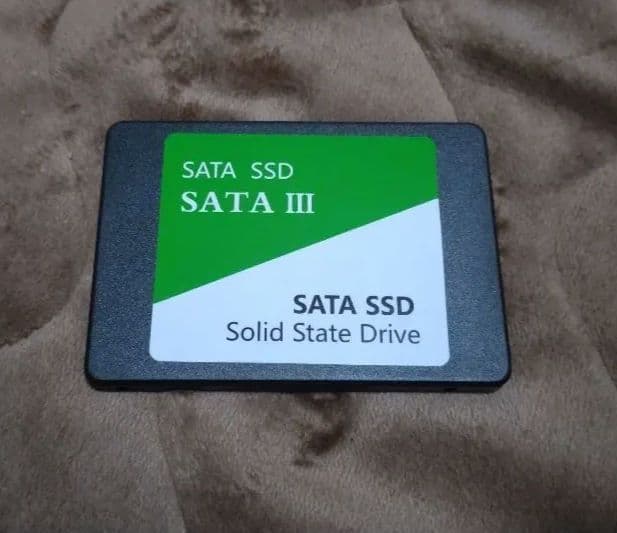 SATA SSD
SATA III
SATA SSD
Solid State Drive